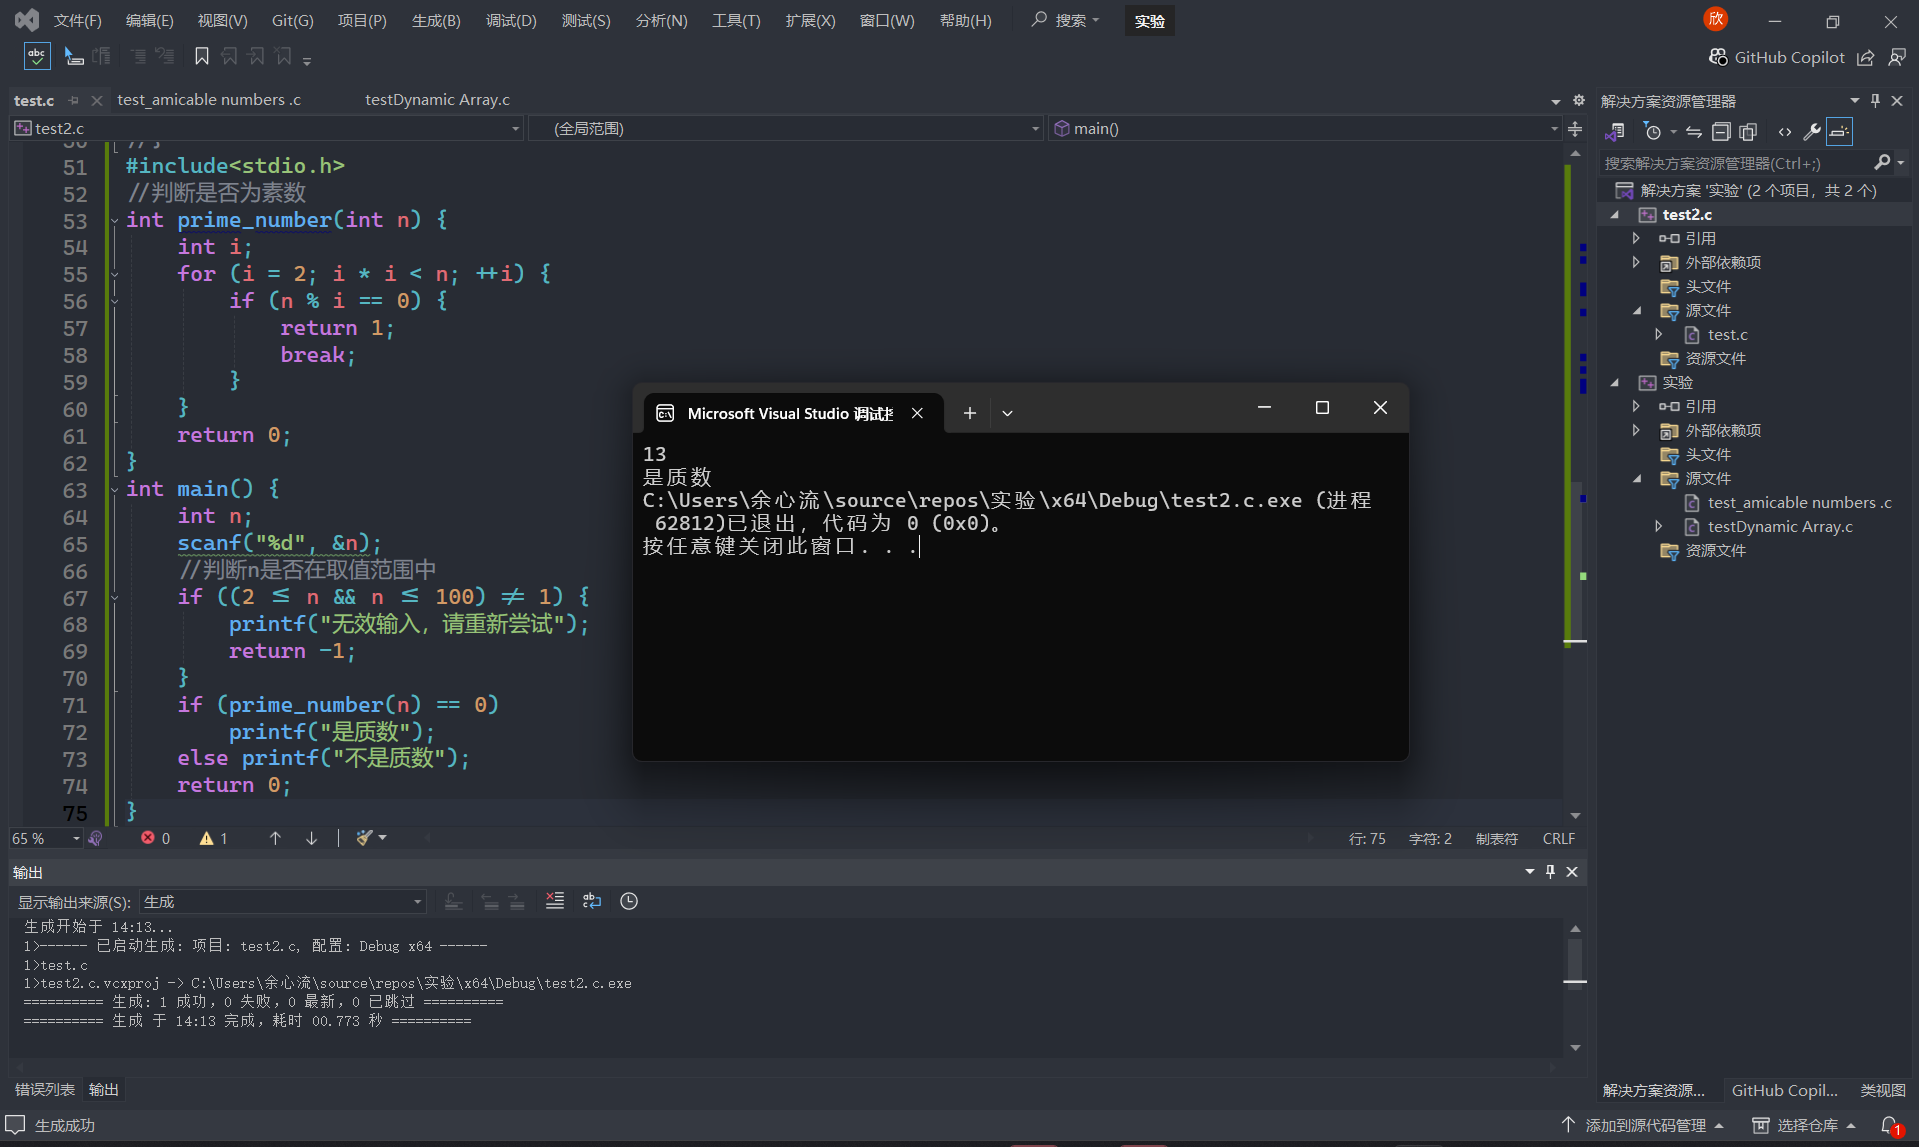 文件(F) 编辑(E) 视图(V) Git(G) 项目(P) 生成(B) 调试(D) 测试(S) 分析(N) 工具(T) 扩展(X) 窗口(W) 帮助(H) 搜索 实验 欣
abc GitHub Copilot
test.c test_amicable numbers .c testDynamic Array.c
test2.c (全局范围) main()
51 #include<stdio.h>
52 //判断是否为素数
53 int prime_number(int n) {
54 int i;
55 for (i = 2; i * i < n; ++i) {
56 if (n % i == 0) {
57 return 1;
58 break;
59 }
60 }
61 return 0;
62 }
63 int main() {
64 int n;
65 scanf("%d", &n);
66 //判断n是否在取值范围中
67 if ((2 ≤ n && n ≤ 100) ≠ 1) {
68 printf("无效输入，请重新尝试");
69 return -1;
70 }
71 if (prime_number(n) == 0)
72 printf("是质数");
73 else printf("不是质数");
74 return 0;
75 }
65 % 0 1 行: 75 字符: 2 制表符 CRLF
Microsoft Visual Studio 调试
13
是质数
C:\Users\余心流\source\repos\实验\x64\Debug\test2.c.exe (进程
62812)已退出，代码为 0 (0x0)。
按任意键关闭此窗口. . .
输出
显示输出来源(S): 生成
生成开始于 14:13...
1>------ 已启动生成: 项目: test2.c, 配置: Debug x64 ------
1>test.c
1>test2.c.vcxproj -> C:\Users\余心流\source\repos\实验\x64\Debug\test2.c.exe
========== 生成: 1 成功，0 失败，0 最新，0 已跳过 ==========
========== 生成 于 14:13 完成，耗时 00.773 秒 ==========
错误列表 输出
解决方案资源管理器
搜索解决方案资源管理器(Ctrl+;)
解决方案 '实验' (2 个项目，共 2 个)
test2.c
引用
外部依赖项
头文件
源文件
test.c
资源文件
实验
引用
外部依赖项
头文件
源文件
test_amicable numbers .c
testDynamic Array.c
资源文件
解决方案资源... GitHub Copil... 类视图
生成成功 添加到源代码管理 选择仓库 1